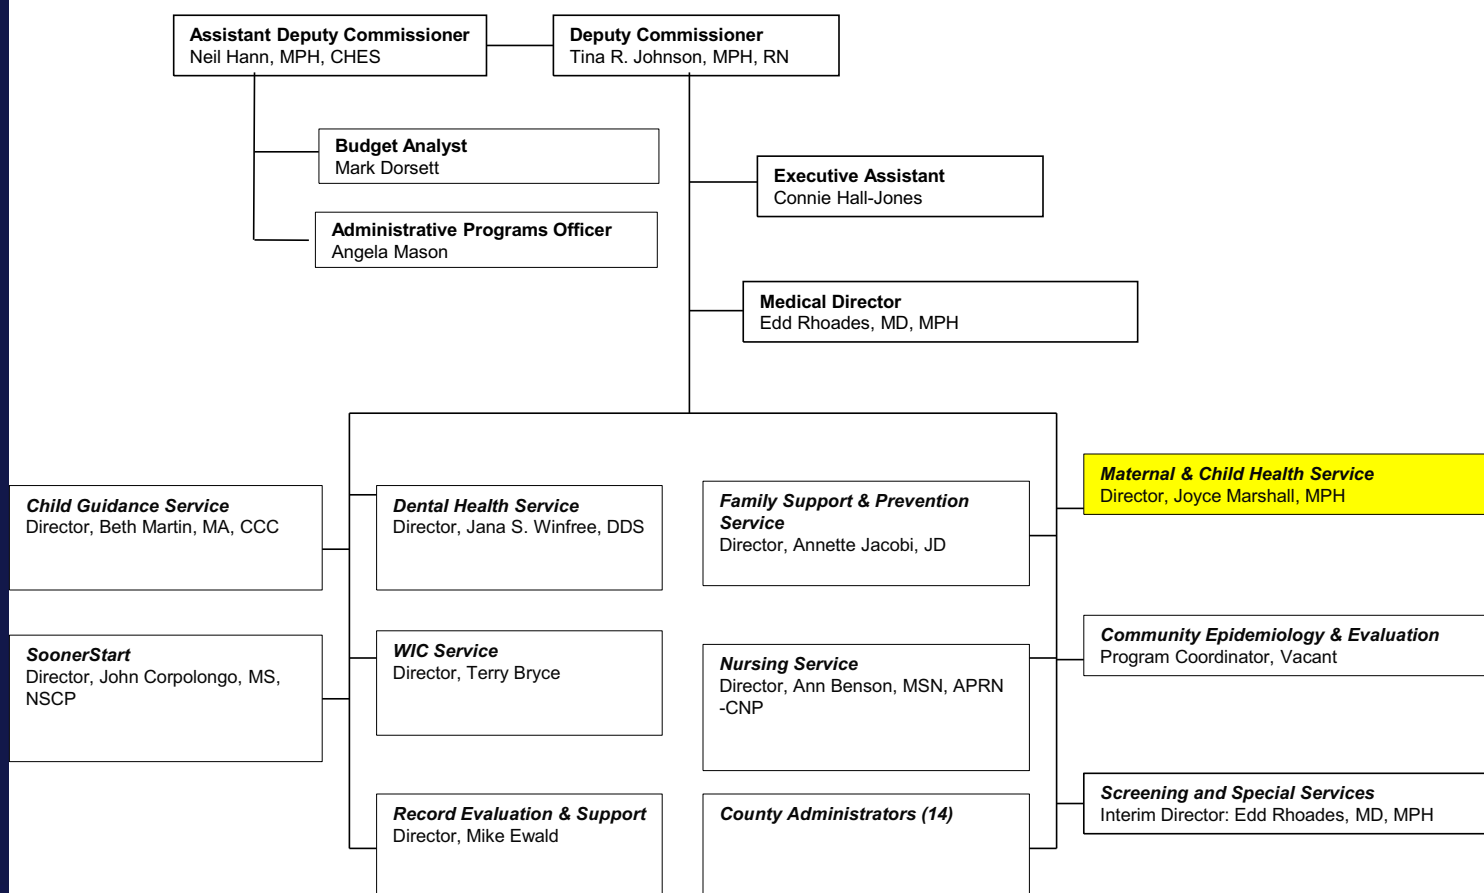 Assistant Deputy Commissioner
Neil Hann, MPH, CHES
Deputy Commissioner
Tina R. Johnson, MPH, RN
Budget Analyst
Mark Dorsett
Executive Assistant
Connie Hall-Jones
Administrative Programs Officer
Angela Mason
Medical Director
Edd Rhoades, MD, MPH
Child Guidance Service
Director, Beth Martin, MA, CCC
Dental Health Service
Director, Jana S. Winfree, DDS
Family Support & Prevention
Service
Director, Annette Jacobi, JD
Maternal & Child Health Service
Director, Joyce Marshall, MPH
SoonerStart
Director, John Corpolongo, MS,
NSCP
WIC Service
Director, Terry Bryce
Nursing Service
Director, Ann Benson, MSN, APRN
-CNP
Community Epidemiology & Evaluation
Program Coordinator, Vacant
Record Evaluation & Support
Director, Mike Ewald
County Administrators (14)
Screening and Special Services
Interim Director: Edd Rhoades, MD, MPH